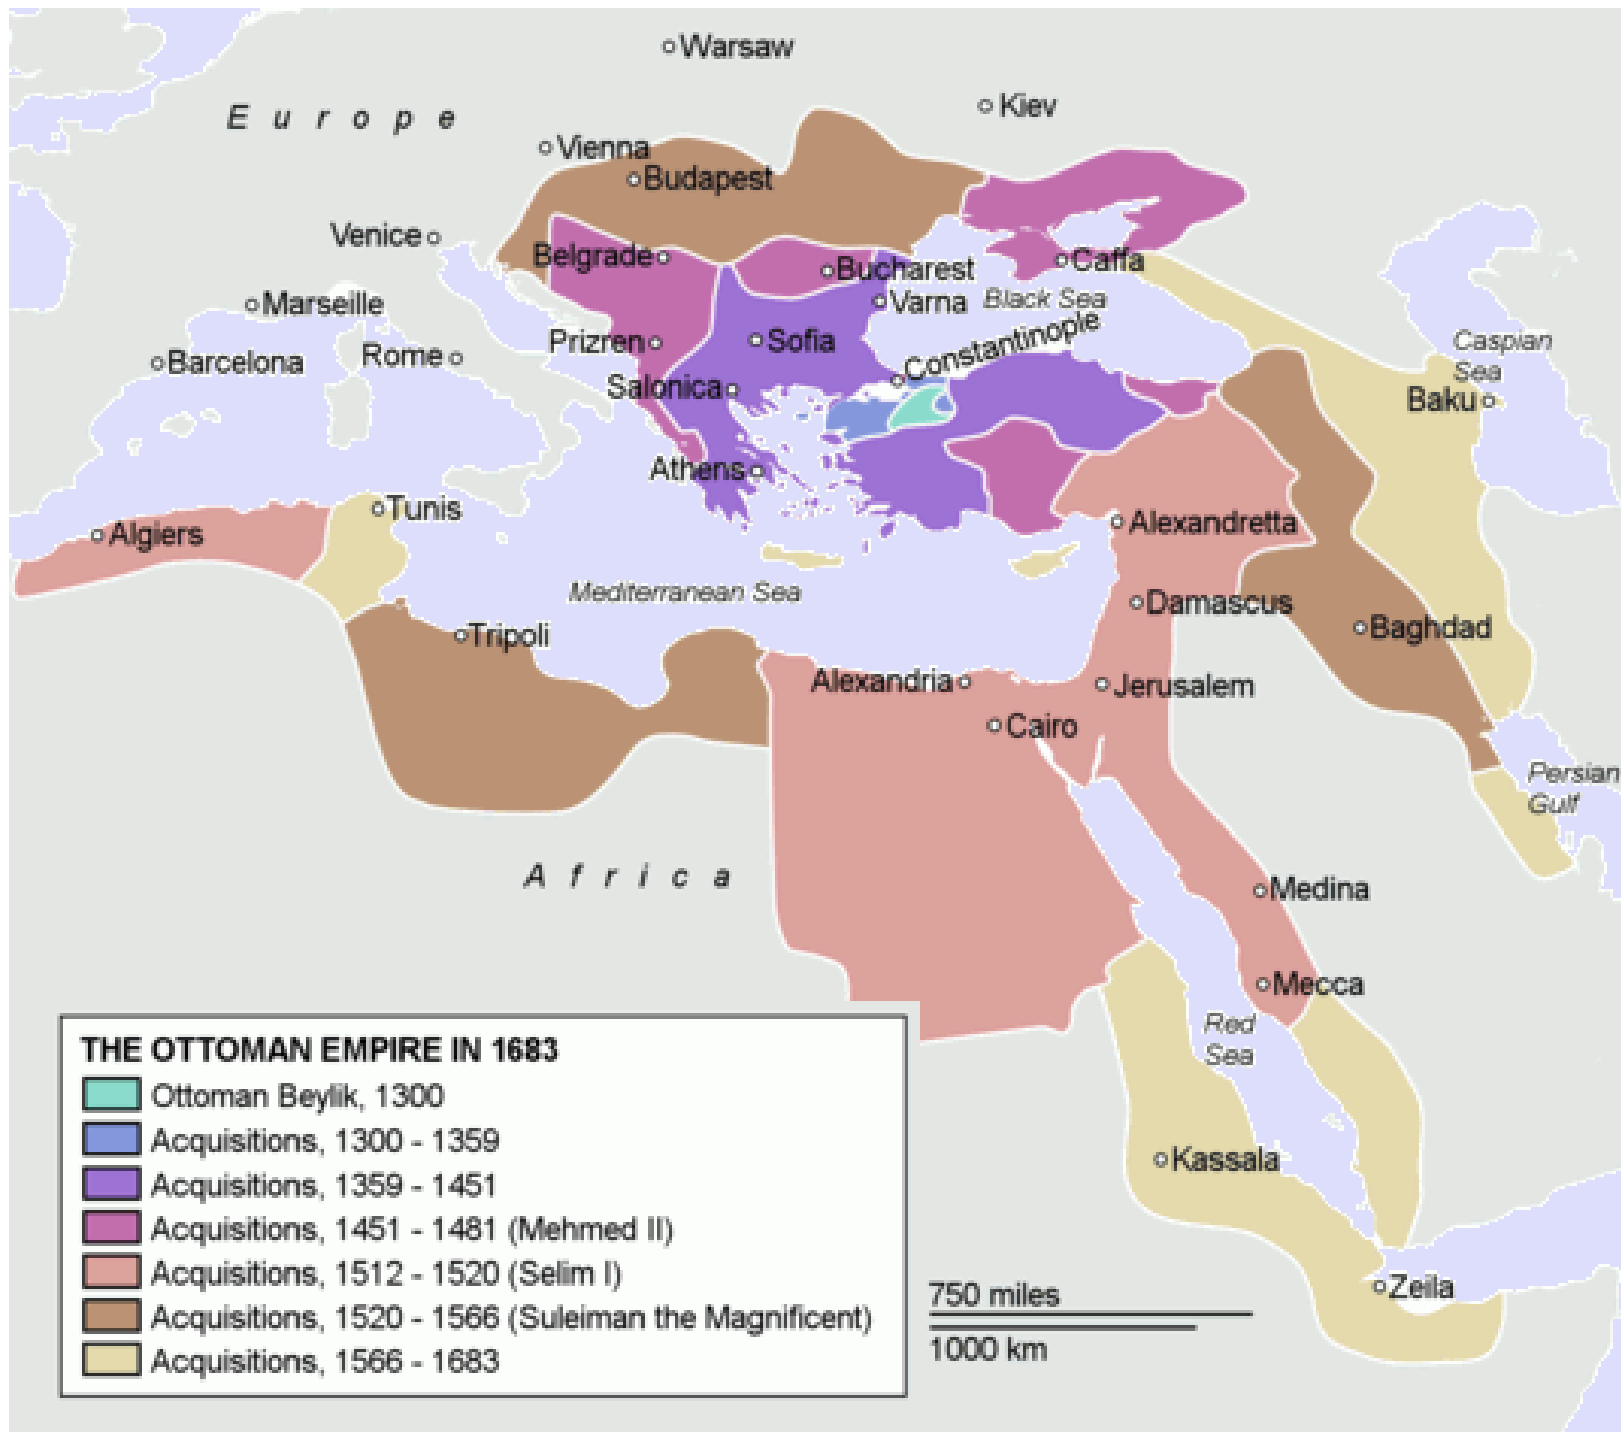 Warsaw
Kiev
E u r o p e
Vienna
Budapest
Venice
Belgrade
Bucharest
Caffa
Marseille
Varna
Black Sea
Prizren
Sofia
Constantinople
Caspian
Sea
Barcelona
Rome
Salonica
Baku
Athens
Tunis
Algiers
Alexandretta
Mediterranean Sea
Damascus
Tripoli
Baghdad
Alexandria
Jerusalem
Cairo
Persian
Gulf
A f r i c a
Medina
Mecca
Red
Sea
Kassala
Zeila
THE OTTOMAN EMPIRE IN 1683
Ottoman Beylik, 1300
Acquisitions, 1300 - 1359
Acquisitions, 1359 - 1451
Acquisitions, 1451 - 1481 (Mehmed II)
Acquisitions, 1512 - 1520 (Selim I)
Acquisitions, 1520 - 1566 (Suleiman the Magnificent)
Acquisitions, 1566 - 1683
750 miles
1000 km